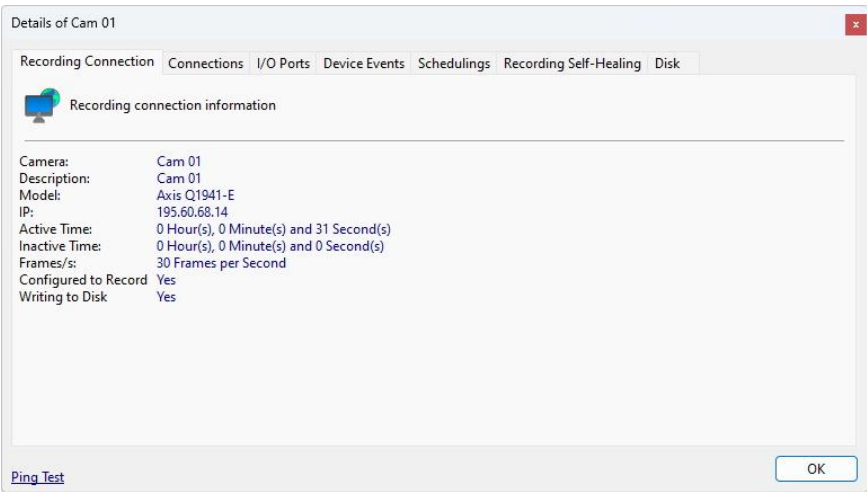 Details of Cam 01
x
Recording Connection Connections I/O Ports Device Events Schedulings Recording Self-Healing Disk
Recording connection information
Camera: Cam 01
Description: Cam 01
Model: Axis Q1941-E
IP: 195.60.68.14
Active Time: 0 Hour(s), 0 Minute(s) and 31 Second(s)
Inactive Time: 0 Hour(s), 0 Minute(s) and 0 Second(s)
Frames/s: 30 Frames per Second
Configured to Record Yes
Writing to Disk Yes
Ping Test
OK